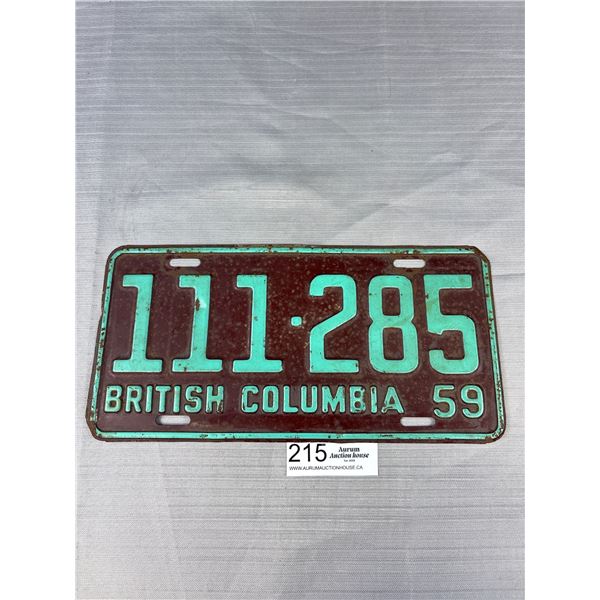 111·285
BRITISH COLUMBIA 59
215 Aurum
Auction house
WWW.AURUMAUCTIONHOUSE.CA